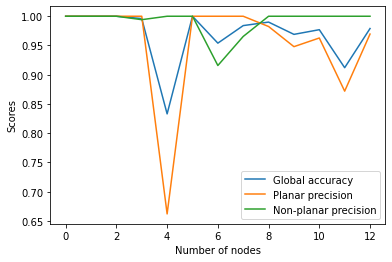 1.00
0.95
0.90
0.85
0.80
0.75
0.70
0.65
Scores
Global accuracy
Planar precision
Non-planar precision
0 2 4 6 8 10 12
Number of nodes